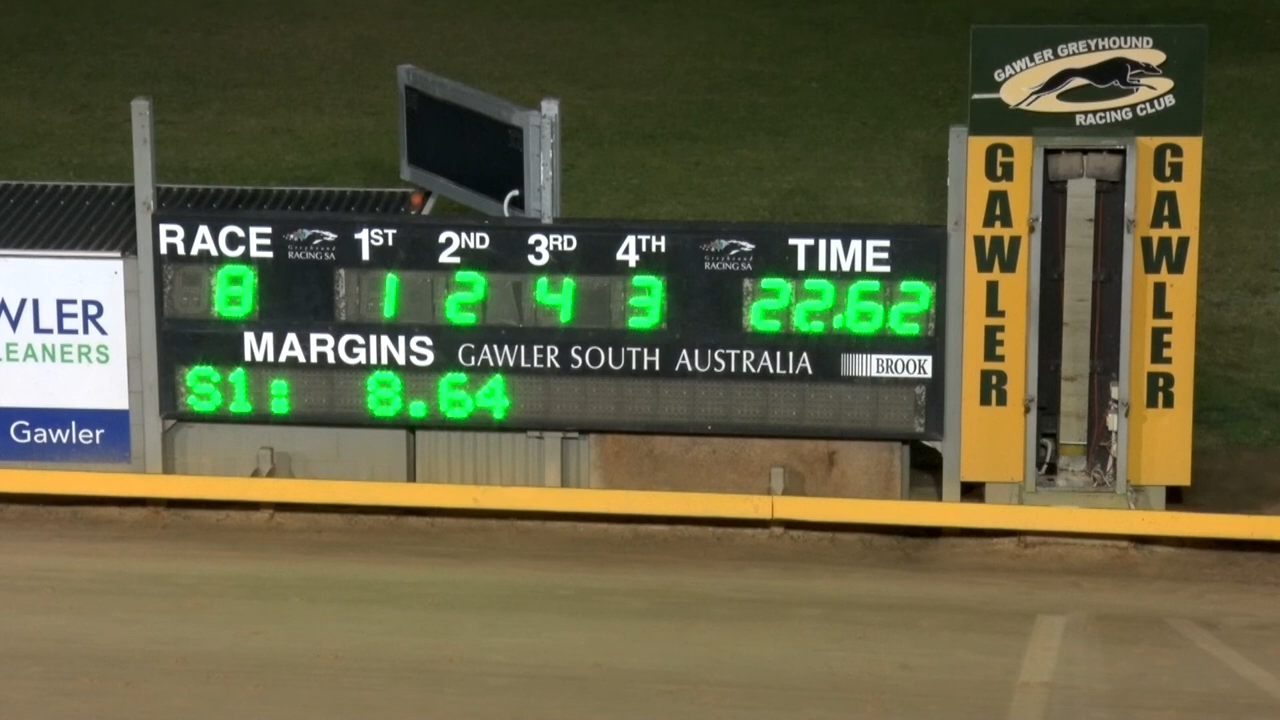 GAWLER GREYHOUND
RACING CLUB
GAWLER
GAWLER
RACE 1ST 2ND 3RD 4TH TIME
Greyhound
RACING SA
Greyhound
RACING SA
8 1 2 4 3 22.62
MARGINS GAWLER SOUTH AUSTRALIA BROOK
S1: 8.64
WLER
LEANERS
Gawler